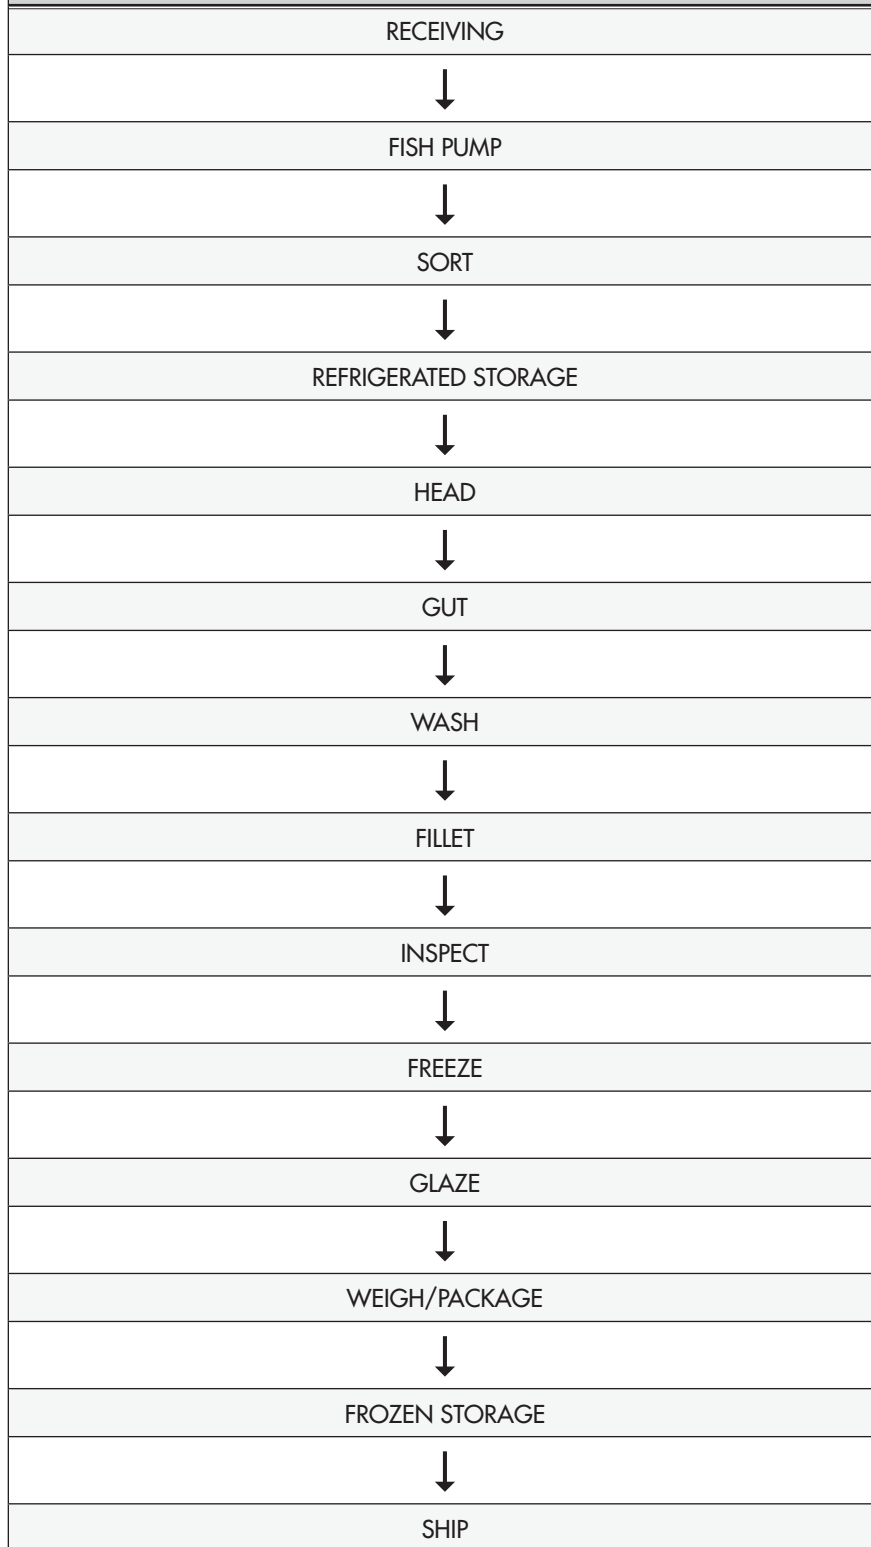 RECEIVING
FISH PUMP
SORT
REFRIGERATED STORAGE
HEAD
GUT
WASH
FILLET
INSPECT
FREEZE
GLAZE
WEIGH/PACKAGE
FROZEN STORAGE
SHIP